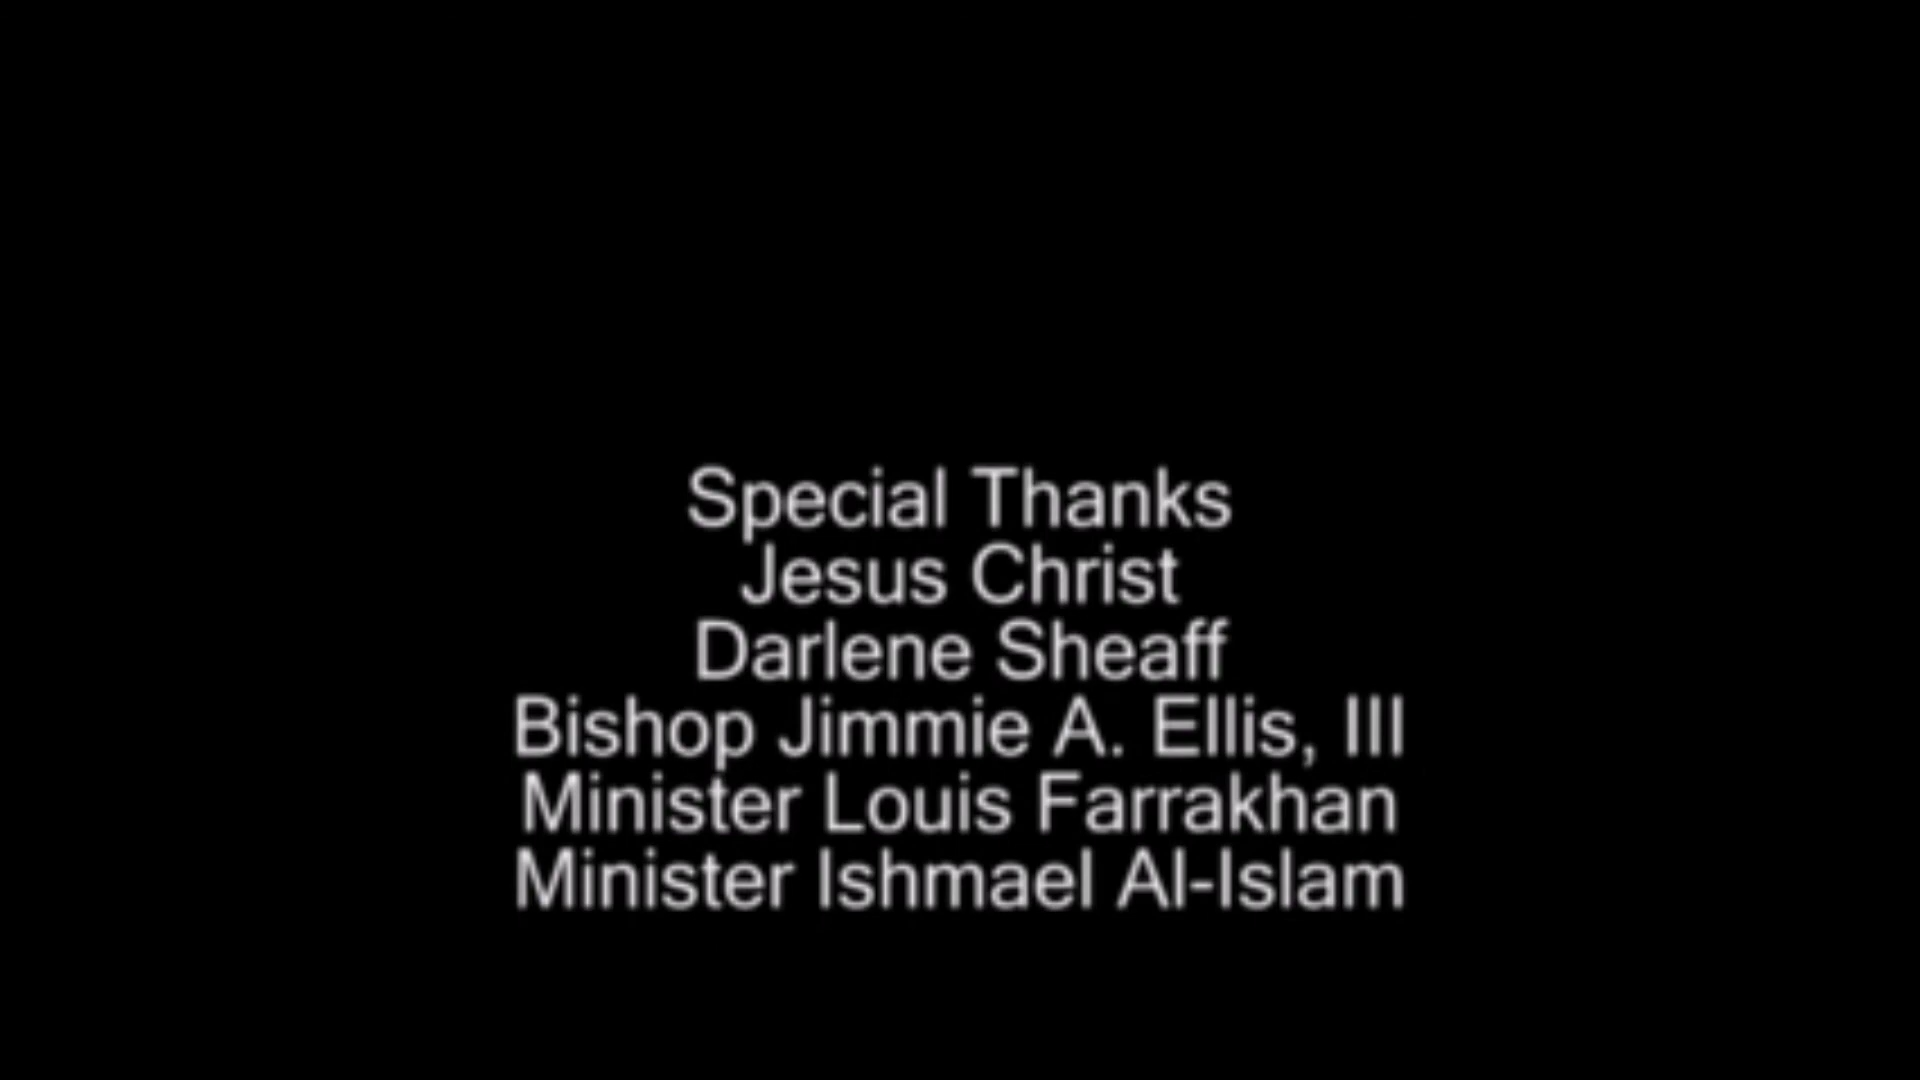 Special Thanks
Jesus Christ
Darlene Sheaff
Bishop Jimmie A. Ellis, III
Minister Louis Farrakhan
Minister Ishmael Al-Islam